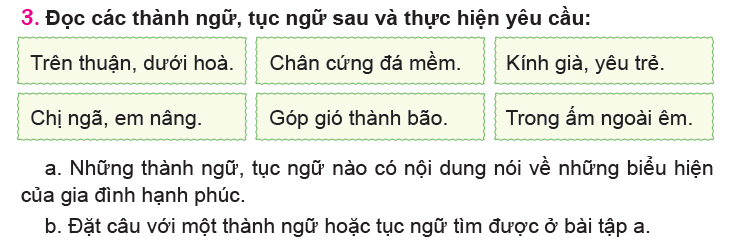 3. Đọc các thành ngữ, tục ngữ sau và thực hiện yêu cầu:
Trên thuận, dưới hoà. Chân cứng đá mềm. Kính già, yêu trẻ.
Chị ngã, em nâng. Góp gió thành bão. Trong ấm ngoài êm.
a. Những thành ngữ, tục ngữ nào có nội dung nói về những biểu hiện
của gia đình hạnh phúc.
b. Đặt câu với một thành ngữ hoặc tục ngữ tìm được ở bài tập a.